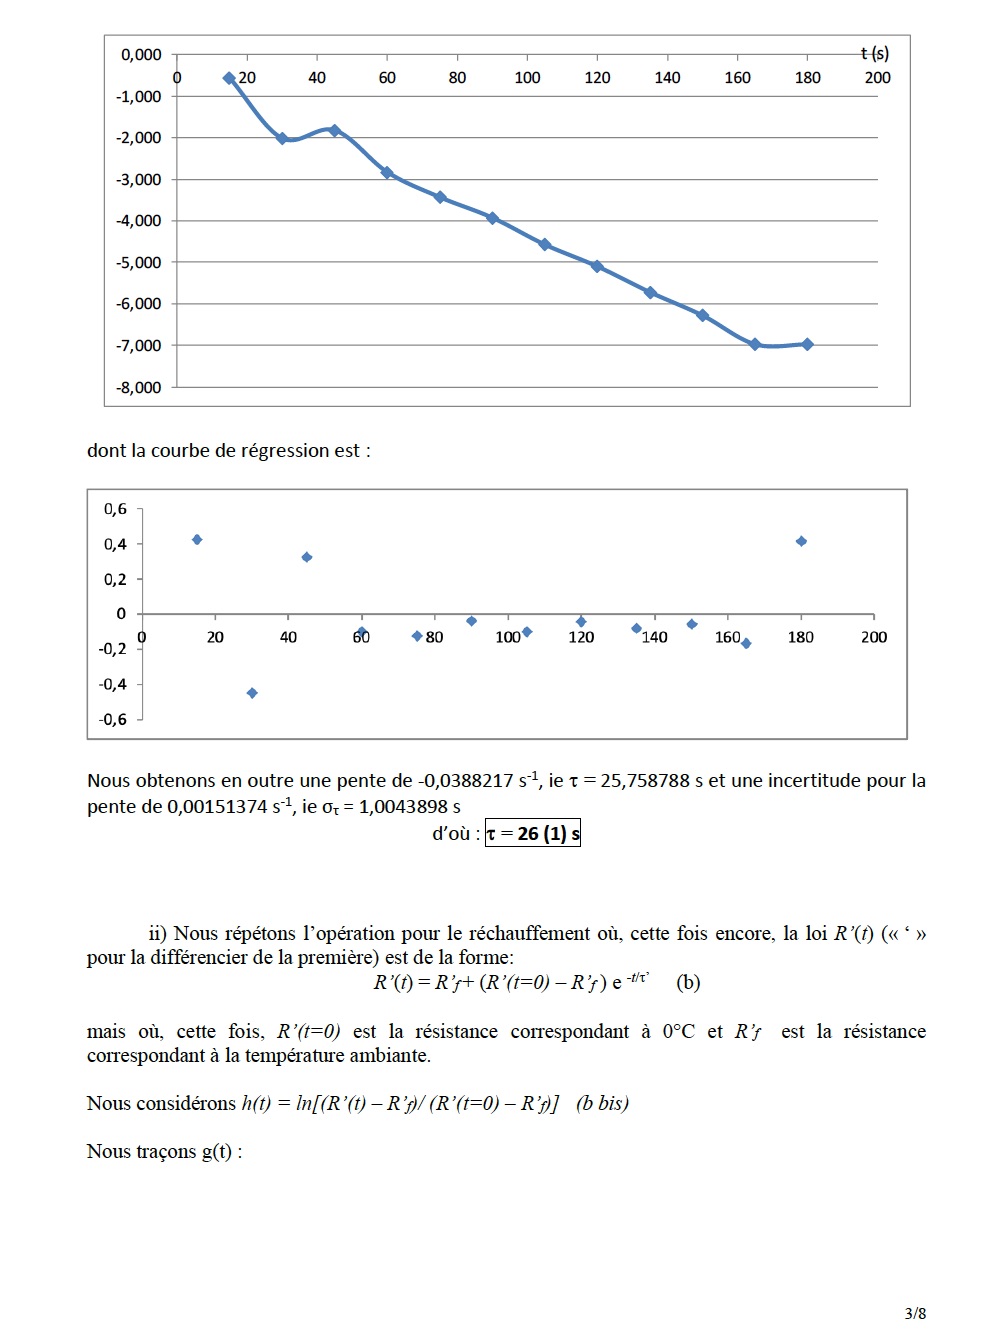 0,000
t (s)
0 20 40 60 80 100 120 140 160 180 200
-1,000
-2,000
-3,000
-4,000
-5,000
-6,000
-7,000
-8,000
dont la courbe de régression est :
0,6
0,4
0,2
0
0 20 40 60 80 100 120 140 160 180 200
-0,2
-0,4
-0,6
Nous obtenons en outre une pente de -0,0388217 s-1, ie τ = 25,758788 s et une incertitude pour la
pente de 0,00151374 s-1, ie στ = 1,0043898 s
d’où : τ = 26 (1) s
ii) Nous répétons l’opération pour le réchauffement où, cette fois encore, la loi R’(t) (« ‘ »
pour la différencier de la première) est de la forme:
R’(t) = R’f + (R’(t=0) – R’f ) e -t/τ’ (b)
mais où, cette fois, R’(t=0) est la résistance correspondant à 0°C et R’f est la résistance
correspondant à la température ambiante.
Nous considérons h(t) = ln[(R’(t) – R’f)/ (R’(t=0) – R’f)] (b bis)
Nous traçons g(t) :
3/8